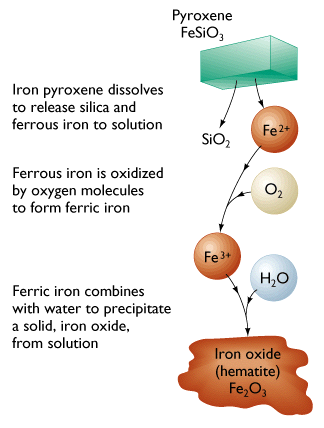 Pyroxene
FeSiO₃
Iron pyroxene dissolves
to release silica and
ferrous iron to solution
SiO₂
Fe²⁺
Ferrous iron is oxidized
by oxygen molecules
to form ferric iron
O₂
Fe³⁺
H₂O
Ferric iron combines
with water to precipitate
a solid, iron oxide,
from solution
Iron oxide
(hematite)
Fe₂O₃